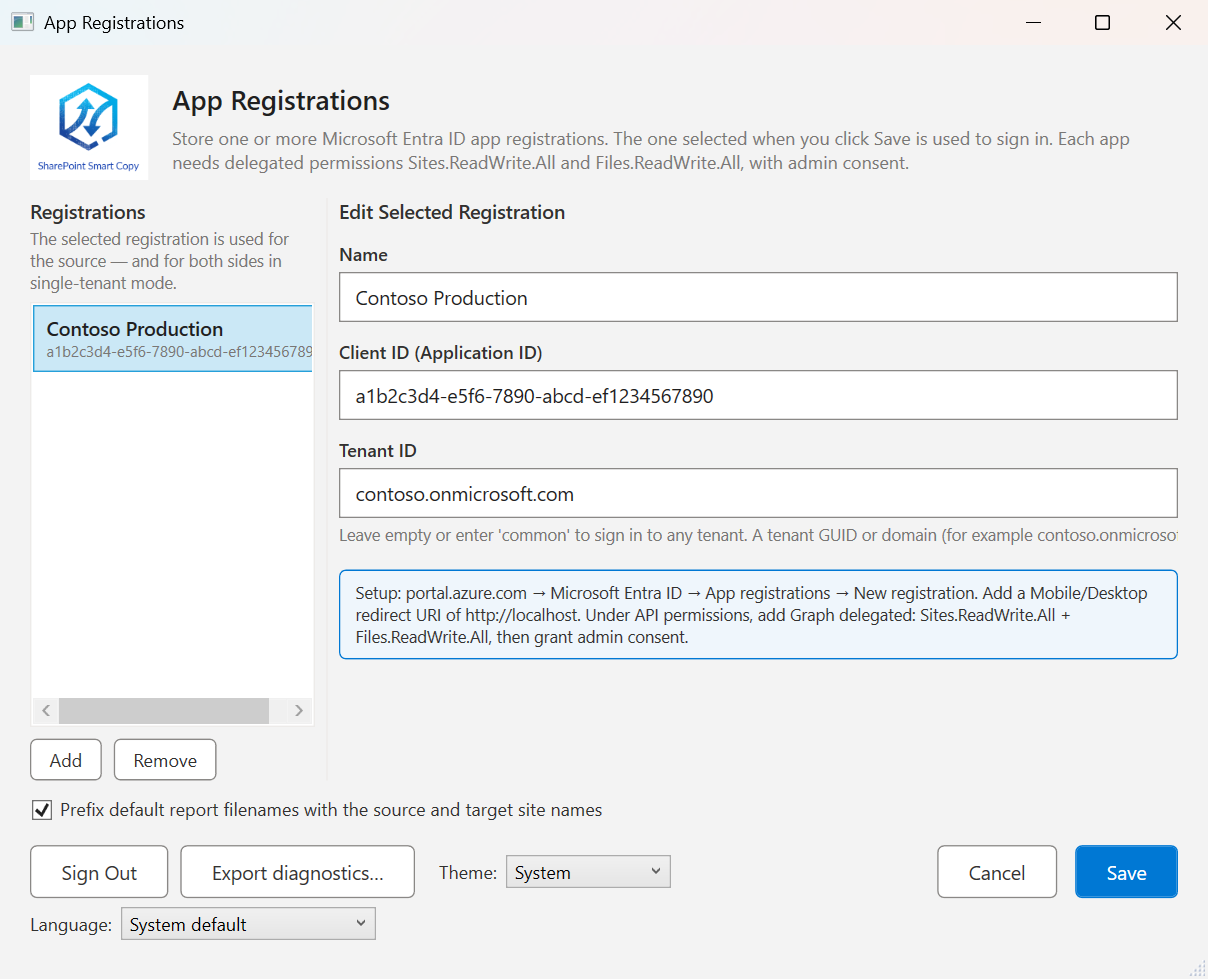 App Registrations
SharePoint Smart Copy
App Registrations
Store one or more Microsoft Entra ID app registrations. The one selected when you click Save is used to sign in. Each app
needs delegated permissions Sites.ReadWrite.All and Files.ReadWrite.All, with admin consent.
Registrations
The selected registration is used for
the source — and for both sides in
single-tenant mode.
Contoso Production
a1b2c3d4-e5f6-7890-abcd-ef123456789
Edit Selected Registration
Name
Contoso Production
Client ID (Application ID)
a1b2c3d4-e5f6-7890-abcd-ef1234567890
Tenant ID
contoso.onmicrosoft.com
Leave empty or enter 'common' to sign in to any tenant. A tenant GUID or domain (for example contoso.onmicroso
Setup: portal.azure.com → Microsoft Entra ID → App registrations → New registration. Add a Mobile/Desktop
redirect URI of http://localhost. Under API permissions, add Graph delegated: Sites.ReadWrite.All +
Files.ReadWrite.All, then grant admin consent.
Add
Remove
Prefix default report filenames with the source and target site names
Sign Out
Export diagnostics...
Theme:
System
Cancel
Save
Language:
System default